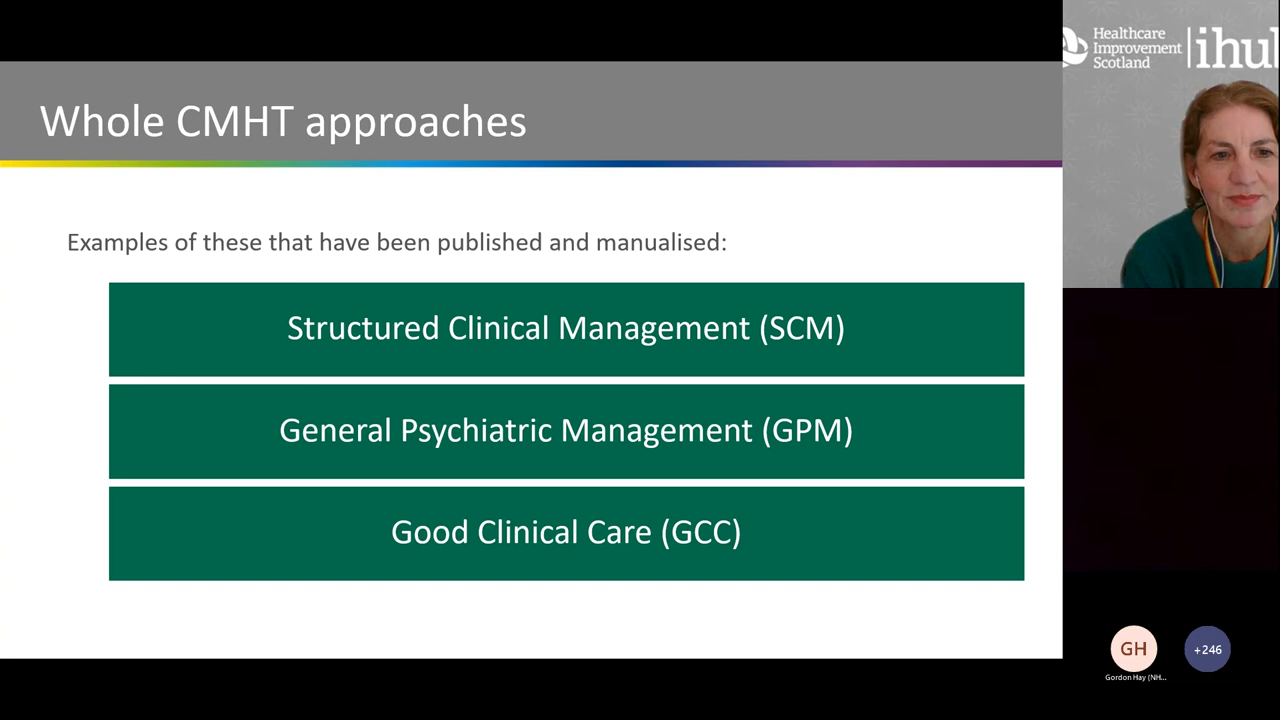 Whole CMHT approaches
Examples of these that have been published and manualised:
Structured Clinical Management (SCM)
General Psychiatric Management (GPM)
Good Clinical Care (GCC)
Healthcare
Improvement
Scotland
ihub
GH
+246
Gordon Hay (NH...